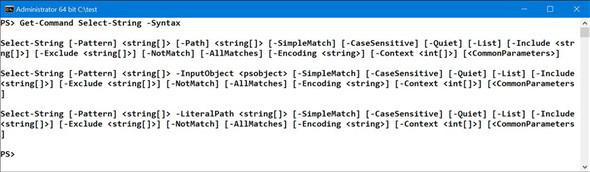 Administrator 64 bit C:\test
PS> Get-Command Select-String -Syntax
Select-String [-Pattern] <string[]> [-Path] <string[]> [-SimpleMatch] [-CaseSensitive] [-Quiet] [-List] [-Include <str
ng[]>] [-Exclude <string[]>] [-NotMatch] [-AllMatches] [-Encoding <string>] [-Context <int[]>] [<CommonParameters>]
Select-String [-Pattern] <string[]> -InputObject <psobject> [-SimpleMatch] [-CaseSensitive] [-Quiet] [-List] [-Include
<string[]>] [-Exclude <string[]>] [-NotMatch] [-AllMatches] [-Encoding <string>] [-Context <int[]>] [<CommonParameters
]
Select-String [-Pattern] <string[]> -LiteralPath <string[]> [-SimpleMatch] [-CaseSensitive] [-Quiet] [-List] [-Include
<string[]>] [-Exclude <string[]>] [-NotMatch] [-AllMatches] [-Encoding <string>] [-Context <int[]>] [<CommonParameters
]
PS>